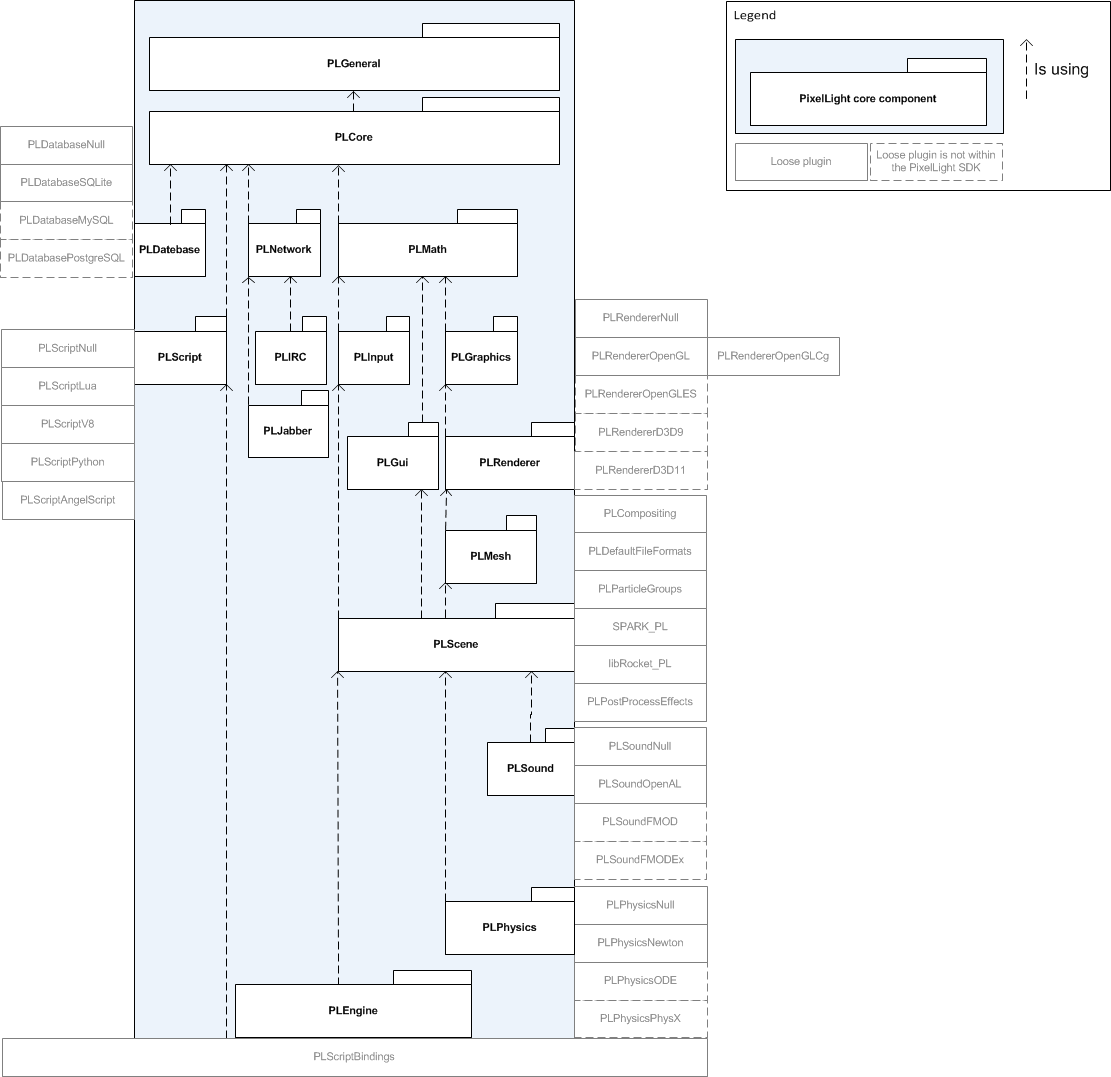 Legend
PixelLight core component
Is using
Loose plugin
Loose plugin is not within
the PixelLight SDK
PLGeneral
PLCore
PLDatabaseNull
PLDatabaseSQLite
PLDatabaseMySQL
PLDatabasePostgreSQL
PLDatebase
PLNetwork
PLMath
PLScriptNull
PLScriptLua
PLScriptV8
PLScriptPython
PLScriptAngelScript
PLScript
PLIRC
PLInput
PLGraphics
PLJabber
PLGui
PLRenderer
PLRendererNull
PLRendererOpenGL
PLRendererOpenGLCg
PLRendererOpenGLES
PLRendererD3D9
PLRendererD3D11
PLMesh
PLScene
PLCompositing
PLDefaultFileFormats
PLParticleGroups
SPARK_PL
libRocket_PL
PLPostProcessEffects
PLSound
PLSoundNull
PLSoundOpenAL
PLSoundFMOD
PLSoundFMODEx
PLPhysics
PLPhysicsNull
PLPhysicsNewton
PLPhysicsODE
PLPhysicsPhysX
PLEngine
PLScriptBindings